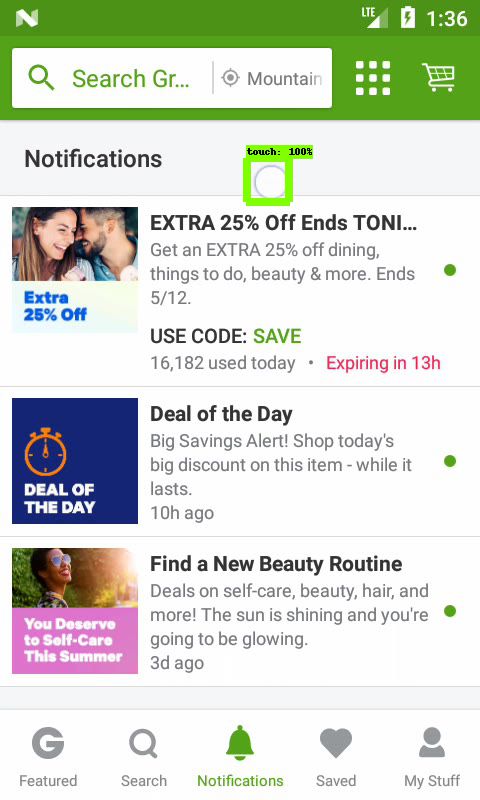 LTE
1:36
Search Gr...
Mountain
touch: 100%
Notifications
EXTRA 25% Off Ends TONI...
Get an EXTRA 25% off dining,
things to do, beauty & more. Ends
5/12.
Extra
25% Off
USE CODE: SAVE
16,182 used today • Expiring in 13h
Deal of the Day
Big Savings Alert! Shop today's
big discount on this item - while it
lasts.
10h ago
DEAL OF
THE DAY
Find a New Beauty Routine
Deals on self-care, beauty, hair, and
more! The sun is shining and you're
going to be glowing.
3d ago
You Deserve
to Self-Care
This Summer
Featured
Search
Notifications
Saved
My Stuff